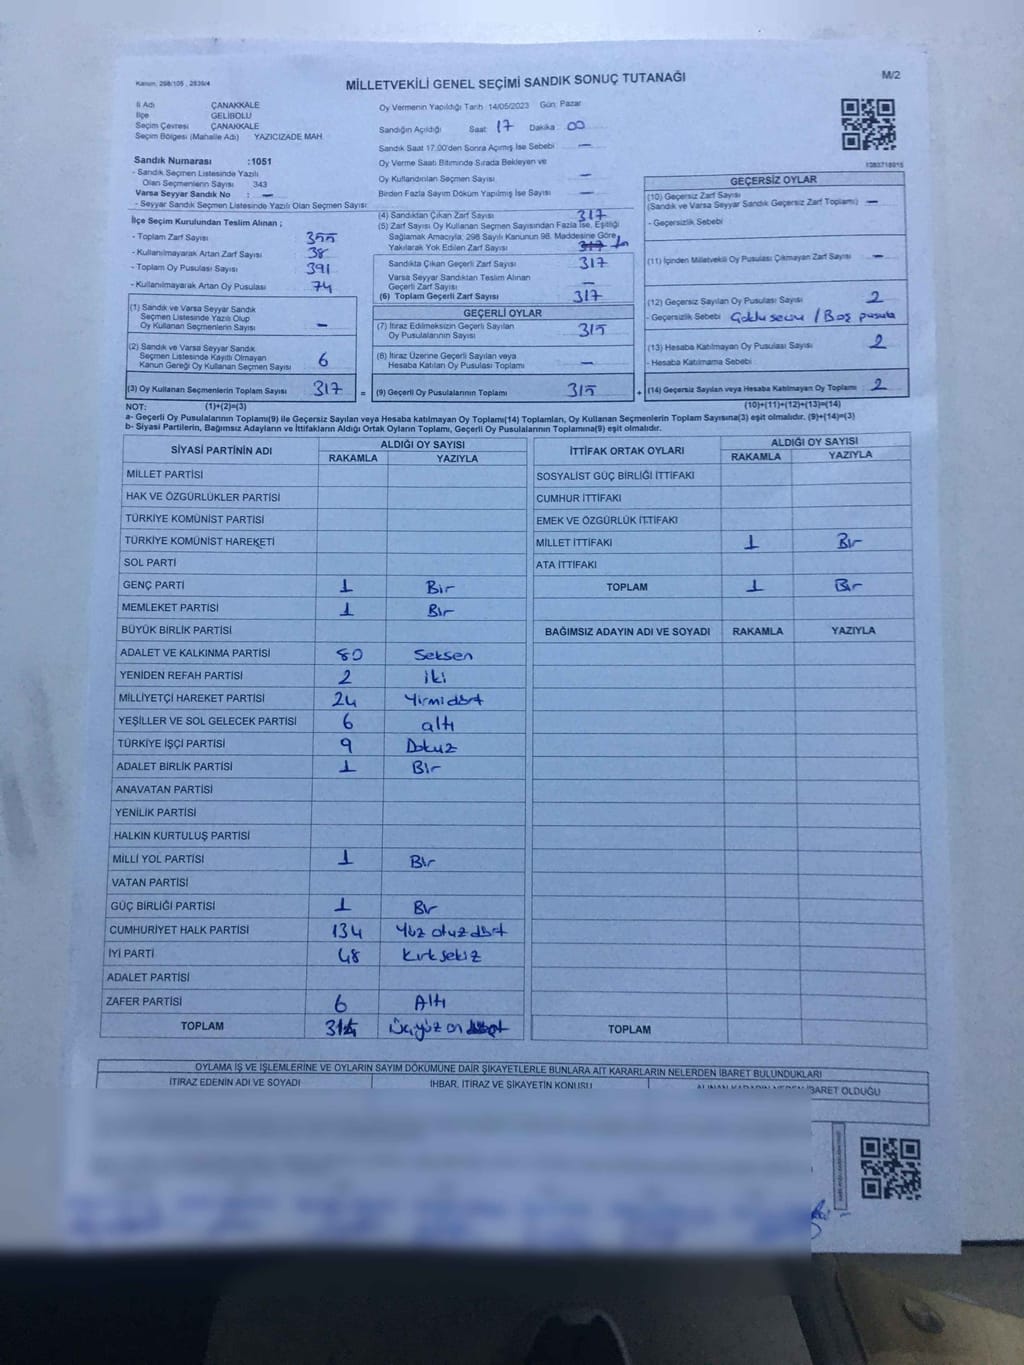 Kanun, 298/105 , 2839/4
MİLLETVEKİLİ GENEL SEÇİMİ SANDIK SONUÇ TUTANAĞI
M/2
İl Adı ÇANAKKALE
İlçe GELİBOLU
Seçim Çevresi ÇANAKKALE
Seçim Bölgesi (Mahalle Adı) YAZICIZADE MAH.
Sandık Numarası :1051
- Sandık Seçmen Listesinde Yazılı
Olan Seçmenlerin Sayısı 343
Varsa Seyyar Sandık No : -
- Seyyar Sandık Seçmen Listesinde Yazılı Olan Seçmen Sayısı
Oy Vermenin Yapıldığı Tarih 14/05/2023 Gün: Pazar
Sandığın Açıldığı Saat 17 Dakika 00
Sandık Saat 17.00'den Sonra Açımış İse Sebebi -
Oy Verme Saati Bitiminde Sırada Bekleyen ve
Oy Kullandırılan Seçmen Sayısı -
Birden Fazla Sayım Döküm Yapılmış İse Sayısı -
İlçe Seçim Kurulundan Teslim Alınan ;
- Toplam Zarf Sayısı 355
- Kullanılmayarak Artan Zarf Sayısı 38
- Toplam Oy Pusulası Sayısı 391
- Kullanılmayarak Artan Oy Pusulası 74
(1) Sandık ve Varsa Seyyar Sandık
Seçmen Listesinde Yazılı Olup
Oy Kullanan Seçmenlerin Sayısı -
(2) Sandık ve Varsa Seyyar Sandık
Seçmen Listesinde Kayıtlı Olmayan
Kanun Gereği Oy Kullanan Seçmen Sayısı 6
(3) Oy Kullanan Seçmenlerin Toplam Sayısı 317 =
(4) Sandıktan Çıkan Zarf Sayısı 317
(5) Zarf Sayısı Oy Kullanan Seçmen Sayısından Fazla İse, Eşitliği
Sağlamak Amacıyla, 298 Sayılı Kanunun 98. Maddesine Göre
Yakılarak Yok Edilen Zarf Sayısı 317
Sandıkta Çıkan Geçerli Zarf Sayısı 317
Varsa Seyyar Sandıktan Teslim Alınan
Geçerli Zarf Sayısı -
(6) Toplam Geçerli Zarf Sayısı 317
GEÇERLİ OYLAR
(7) İtiraz Edilmeksizin Geçerli Sayılan
Oy Pusulalarının Sayısı 315
(8) İtiraz Üzerine Geçerli Sayılan veya
Hesaba Katılan Oy Pusulası Toplamı -
(9) Geçerli Oy Pusulalarının Toplamı 315 +
1083718015
GEÇERSİZ OYLAR
(10) Geçersiz Zarf Sayısı
(Sandık ve Varsa Seyyar Sandık Geçersiz Zarf Toplamı) -
- Geçersizlik Sebebi
(11) İçinden Milletvekili Oy Pusulası Çıkmayan Zarf Sayısı -
(12) Geçersiz Sayılan Oy Pusulası Sayısı 2
- Geçersizlik Sebebi / Boş pusula
(13) Hesaba Katılmayan Oy Pusulası Sayısı 2
- Hesaba Katılmama Sebebi
(14) Geçersiz Sayılan veya Hesaba Katılmayan Oy Toplamı 2
NOT: (1)+(2)=(3) (10)+(11)+(12)+(13)=(14)
a- Geçerli Oy Pusulalarının Toplamı(9) ile Geçersiz Sayılan veya Hesaba katılmayan Oy Toplamı(14) Toplamları, Oy Kullanan Seçmenlerin Toplam Sayısına(3) eşit olmalıdır. (9)+(14)=(3)
b- Siyasi Partilerin, Bağımsız Adayların ve İttifakların Aldığı Ortak Oyların Toplamı, Geçerli Oy Pusulalarının Toplamına(9) eşit olmalıdır.
SİYASİ PARTİNİN ADI ALDIĞI OY SAYISI
RAKAMLA YAZIYLA
MİLLET PARTİSİ
HAK VE ÖZGÜRLÜKLER PARTİSİ
TÜRKİYE KOMÜNİST PARTİSİ
TÜRKİYE KOMÜNİST HAREKETİ
SOL PARTİ
GENÇ PARTİ 1 Bir
MEMLEKET PARTİSİ 1 Bir
BÜYÜK BİRLİK PARTİSİ
ADALET VE KALKINMA PARTİSİ 80 Seksen
YENİDEN REFAH PARTİSİ 2 iki
MİLLİYETÇİ HAREKET PARTİSİ 24 Yirmidört
YEŞİLLER VE SOL GELECEK PARTİSİ 6 altı
TÜRKİYE İŞÇİ PARTİSİ 9 Dokuz
ADALET BİRLİK PARTİSİ 1 Bir
ANAVATAN PARTİSİ
YENİLİK PARTİSİ
HALKIN KURTULUŞ PARTİSİ
MİLLİ YOL PARTİSİ 1 Bir
VATAN PARTİSİ
GÜÇ BİRLİĞİ PARTİSİ 1 Bir
CUMHURİYET HALK PARTİSİ 134 Yüz otuz dört
İYİ PARTİ 48 Kırk sekiz
ADALET PARTİSİ
ZAFER PARTİSİ 6 Altı
TOPLAM 314 Üçyüz on
İTTİFAK ORTAK OYLARI ALDIĞI OY SAYISI
RAKAMLA YAZIYLA
SOSYALİST GÜÇ BİRLİĞİ İTTİFAKI
CUMHUR İTTİFAKI
EMEK VE ÖZGÜRLÜK İTTİFAKI
MİLLET İTTİFAKI 1 Bir
ATA İTTİFAKI
TOPLAM 1 Bir
BAĞIMSIZ ADAYIN ADI VE SOYADI RAKAMLA YAZIYLA
TOPLAM
OYLAMA İŞ VE İŞLEMLERİNE VE OYLARIN SAYIM DÖKÜMÜNE DAİR ŞİKAYETLERLE BUNLARA AİT KARARLARIN NELERDEN İBARET BULUNDUKLARI
İTİRAZ EDENİN ADI VE SOYADI İHBAR, İTİRAZ VE ŞİKAYETİN KONUSU İBARET OLDUĞU